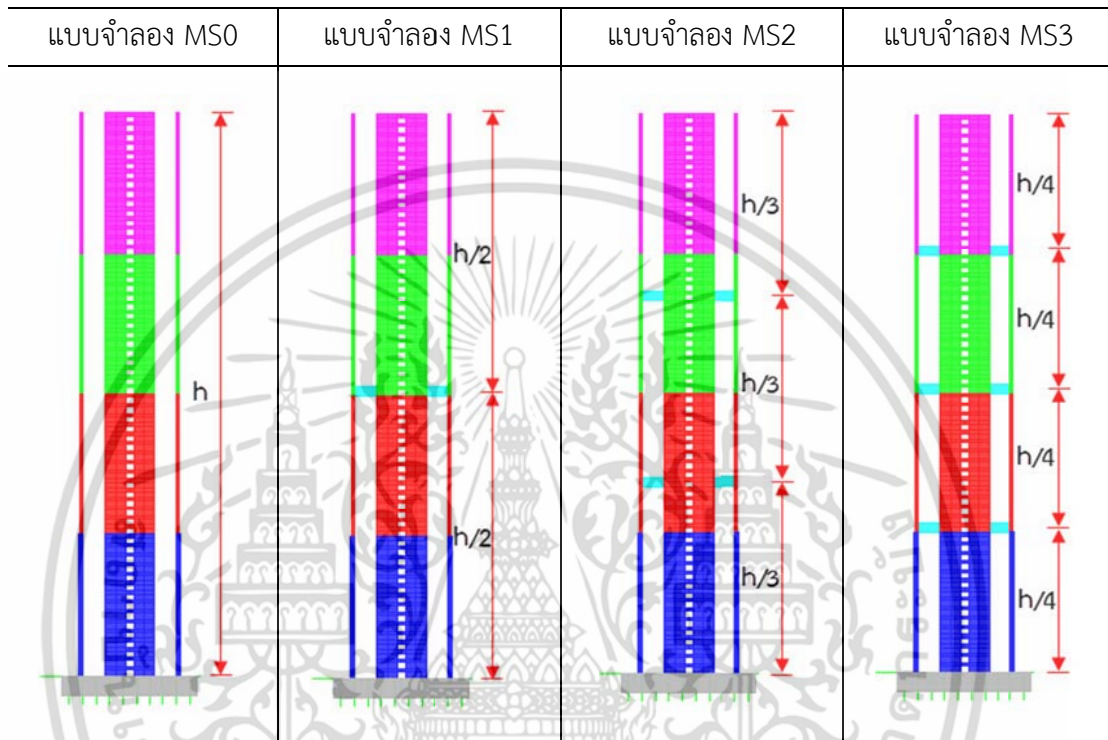 แบบจำลอง MS0
แบบจำลอง MS1
แบบจำลอง MS2
แบบจำลอง MS3
h
h/2
h/2
h/3
h/3
h/3
h/4
h/4
h/4
h/4